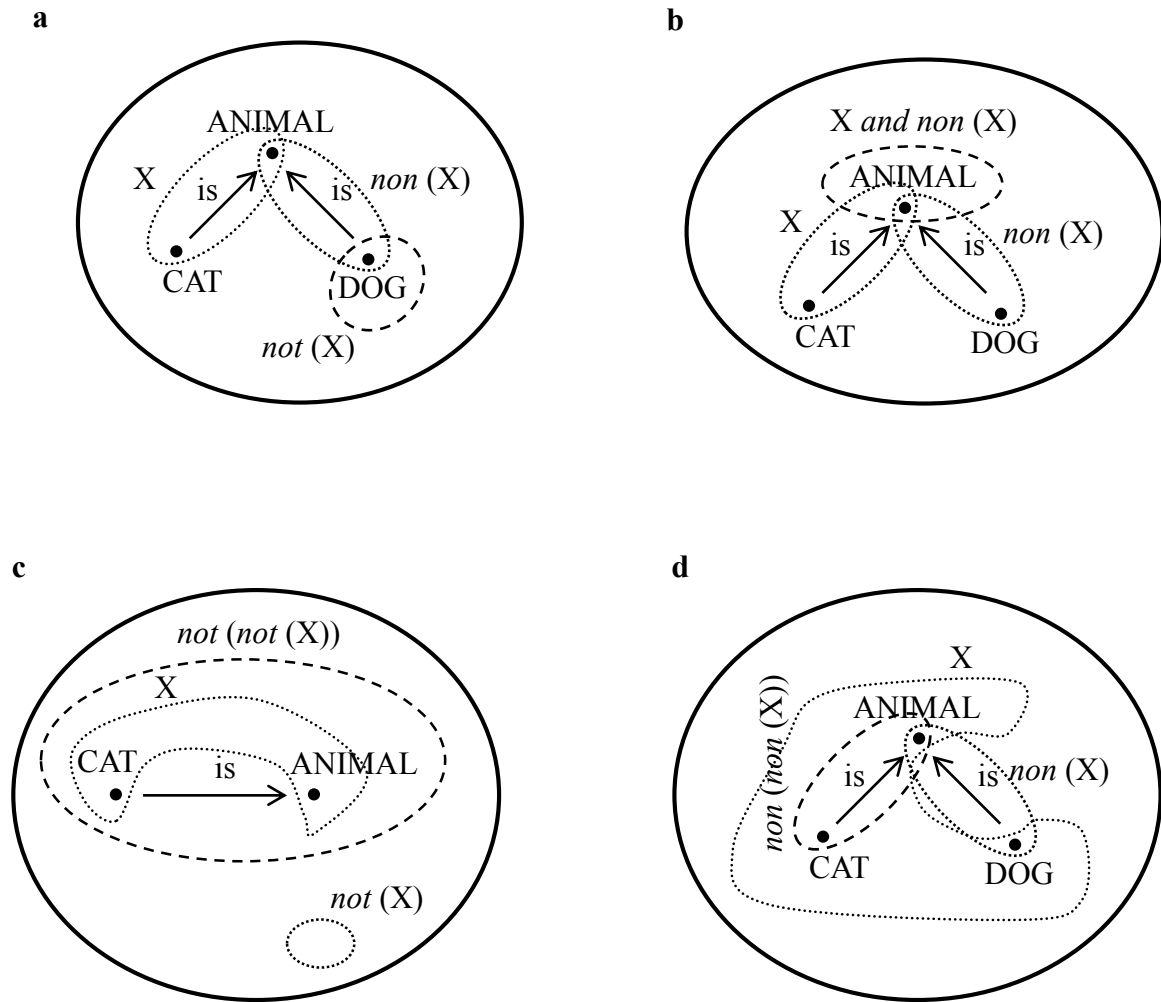 a
ANIMAL
X
is
is
non (X)
CAT
DOG
not (X)
b
X and non (X)
ANIMAL
X
is
is
non (X)
CAT
DOG
c
not (not (X))
X
CAT
is
ANIMAL
not (X)
d
X
non (non (X))
ANIMAL
is
is
non (X)
CAT
DOG